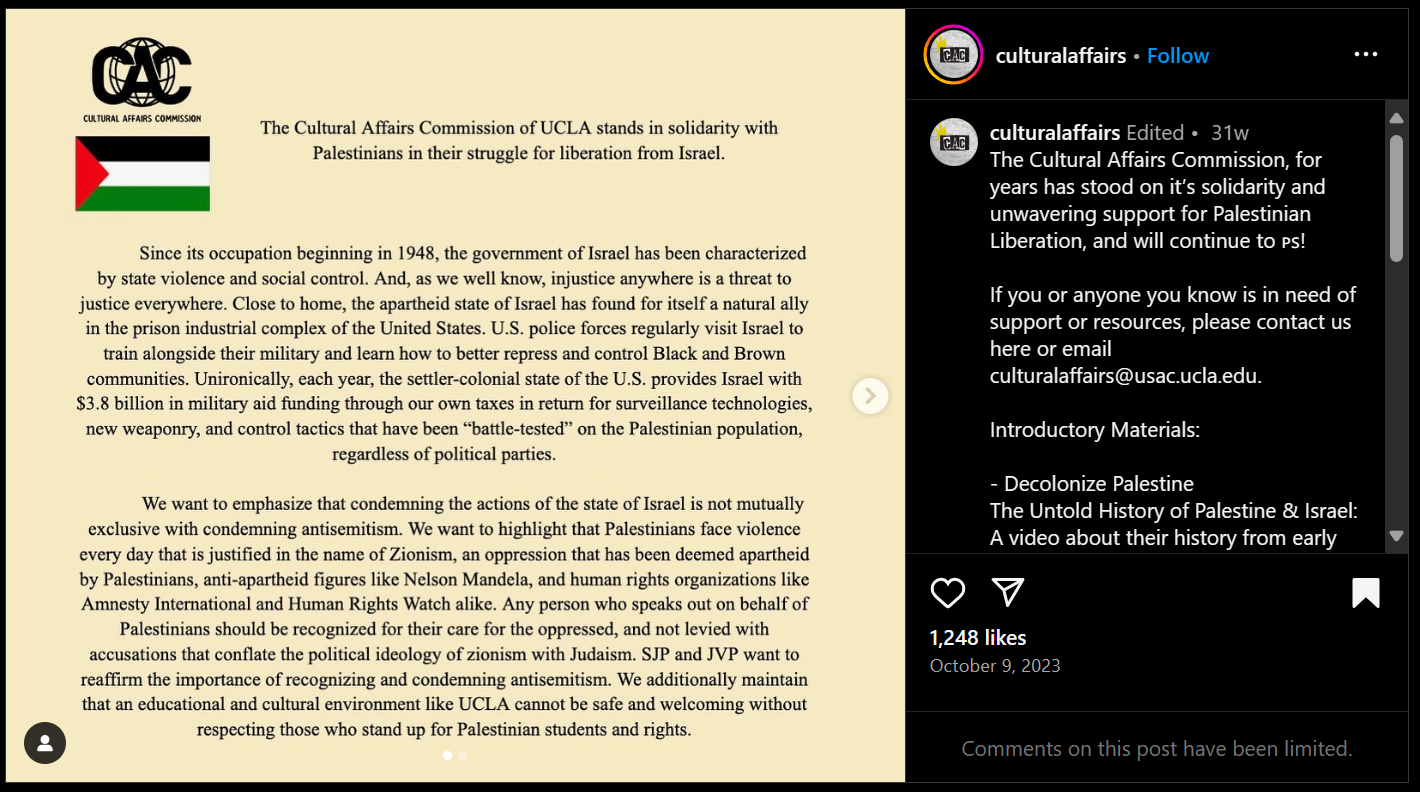 CAC
CULTURAL AFFAIRS COMMISSION
The Cultural Affairs Commission of UCLA stands in solidarity with
Palestinians in their struggle for liberation from Israel.
Since its occupation beginning in 1948, the government of Israel has been characterized
by state violence and social control. And, as we well know, injustice anywhere is a threat to
justice everywhere. Close to home, the apartheid state of Israel has found for itself a natural ally
in the prison industrial complex of the United States. U.S. police forces regularly visit Israel to
train alongside their military and learn how to better repress and control Black and Brown
communities. Unironically, each year, the settler-colonial state of the U.S. provides Israel with
$3.8 billion in military aid funding through our own taxes in return for surveillance technologies,
new weaponry, and control tactics that have been “battle-tested” on the Palestinian population,
regardless of political parties.
We want to emphasize that condemning the actions of the state of Israel is not mutually
exclusive with condemning antisemitism. We want to highlight that Palestinians face violence
every day that is justified in the name of Zionism, an oppression that has been deemed apartheid
by Palestinians, anti-apartheid figures like Nelson Mandela, and human rights organizations like
Amnesty International and Human Rights Watch alike. Any person who speaks out on behalf of
Palestinians should be recognized for their care for the oppressed, and not levied with
accusations that conflate the political ideology of zionism with Judaism. SJP and JVP want to
reaffirm the importance of recognizing and condemning antisemitism. We additionally maintain
that an educational and cultural environment like UCLA cannot be safe and welcoming without
respecting those who stand up for Palestinian students and rights.
CAC
culturalaffairs • Follow
CAC
culturalaffairs Edited • 31w
The Cultural Affairs Commission, for
years has stood on it’s solidarity and
unwavering support for Palestinian
Liberation, and will continue to ᴘs!
If you or anyone you know is in need of
support or resources, please contact us
here or email
culturalaffairs@usac.ucla.edu.
Introductory Materials:
- Decolonize Palestine
The Untold History of Palestine & Israel:
A video about their history from early
1,248 likes
October 9, 2023
Comments on this post have been limited.